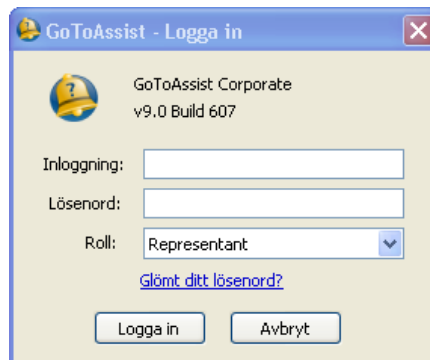 GoToAssist - Logga in
GoToAssist Corporate
v9.0 Build 607
Inloggning:
Lösenord:
Roll: Representant
Glömt ditt lösenord?
Logga in Avbryt